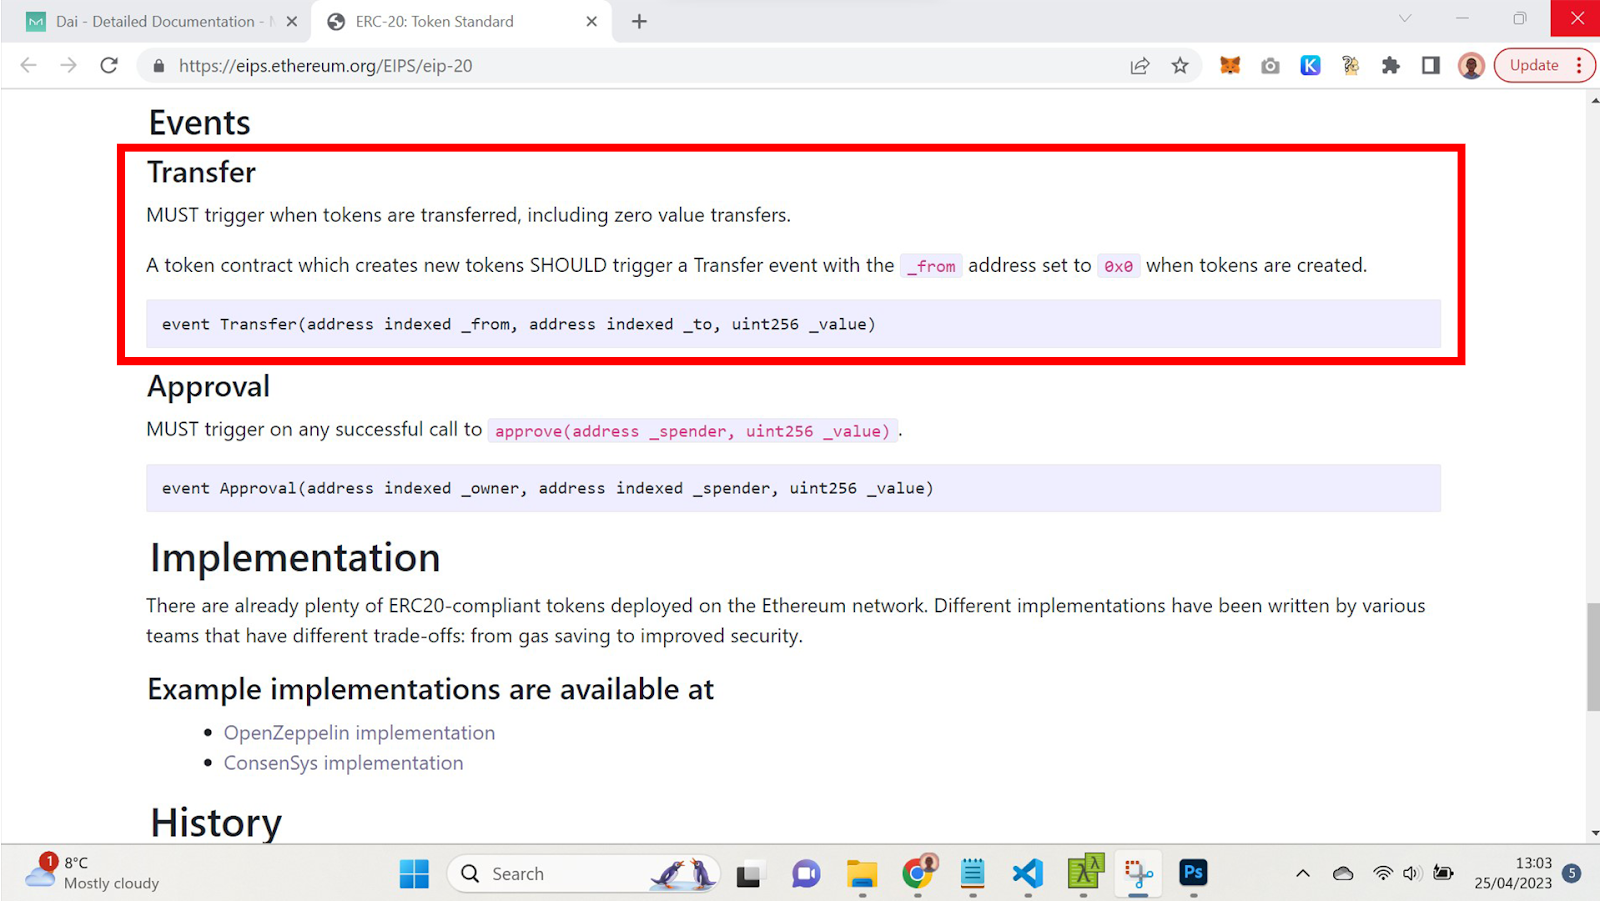 Dai - Detailed Documentation -
ERC-20: Token Standard
https://eips.ethereum.org/EIPS/eip-20
Update
Events
Transfer
MUST trigger when tokens are transferred, including zero value transfers.
A token contract which creates new tokens SHOULD trigger a Transfer event with the _from address set to 0x0 when tokens are created.
event Transfer(address indexed _from, address indexed _to, uint256 _value)
Approval
MUST trigger on any successful call to approve(address _spender, uint256 _value).
event Approval(address indexed _owner, address indexed _spender, uint256 _value)
Implementation
There are already plenty of ERC20-compliant tokens deployed on the Ethereum network. Different implementations have been written by various
teams that have different trade-offs: from gas saving to improved security.
Example implementations are available at
• OpenZeppelin implementation
• ConsenSys implementation
History
1
8°C
Mostly cloudy
Search
Ps
13:03
25/04/2023
5